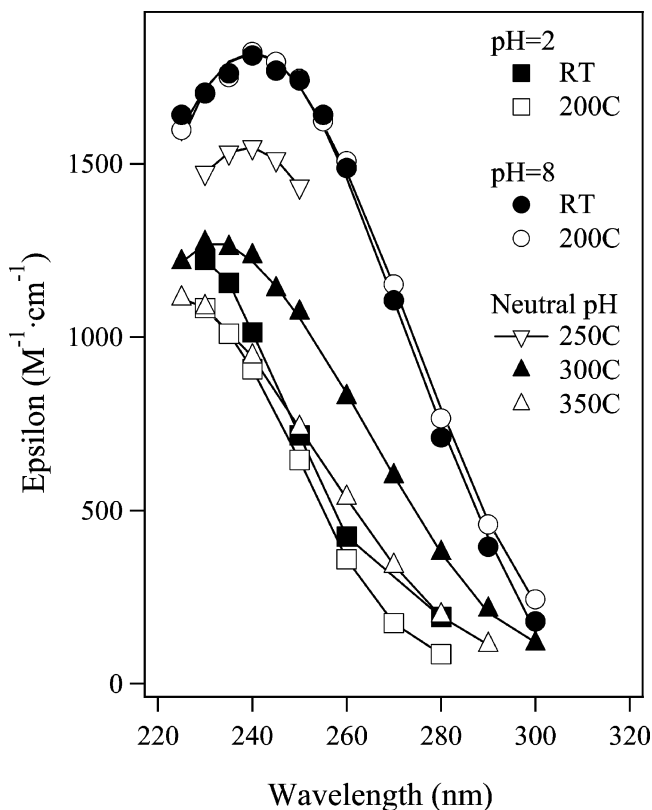 pH=2
RT
200C
pH=8
RT
200C
Neutral pH
250C
300C
350C
1500
1000
500
0
Epsilon (M⁻¹·cm⁻¹)
220 240 260 280 300 320
Wavelength (nm)